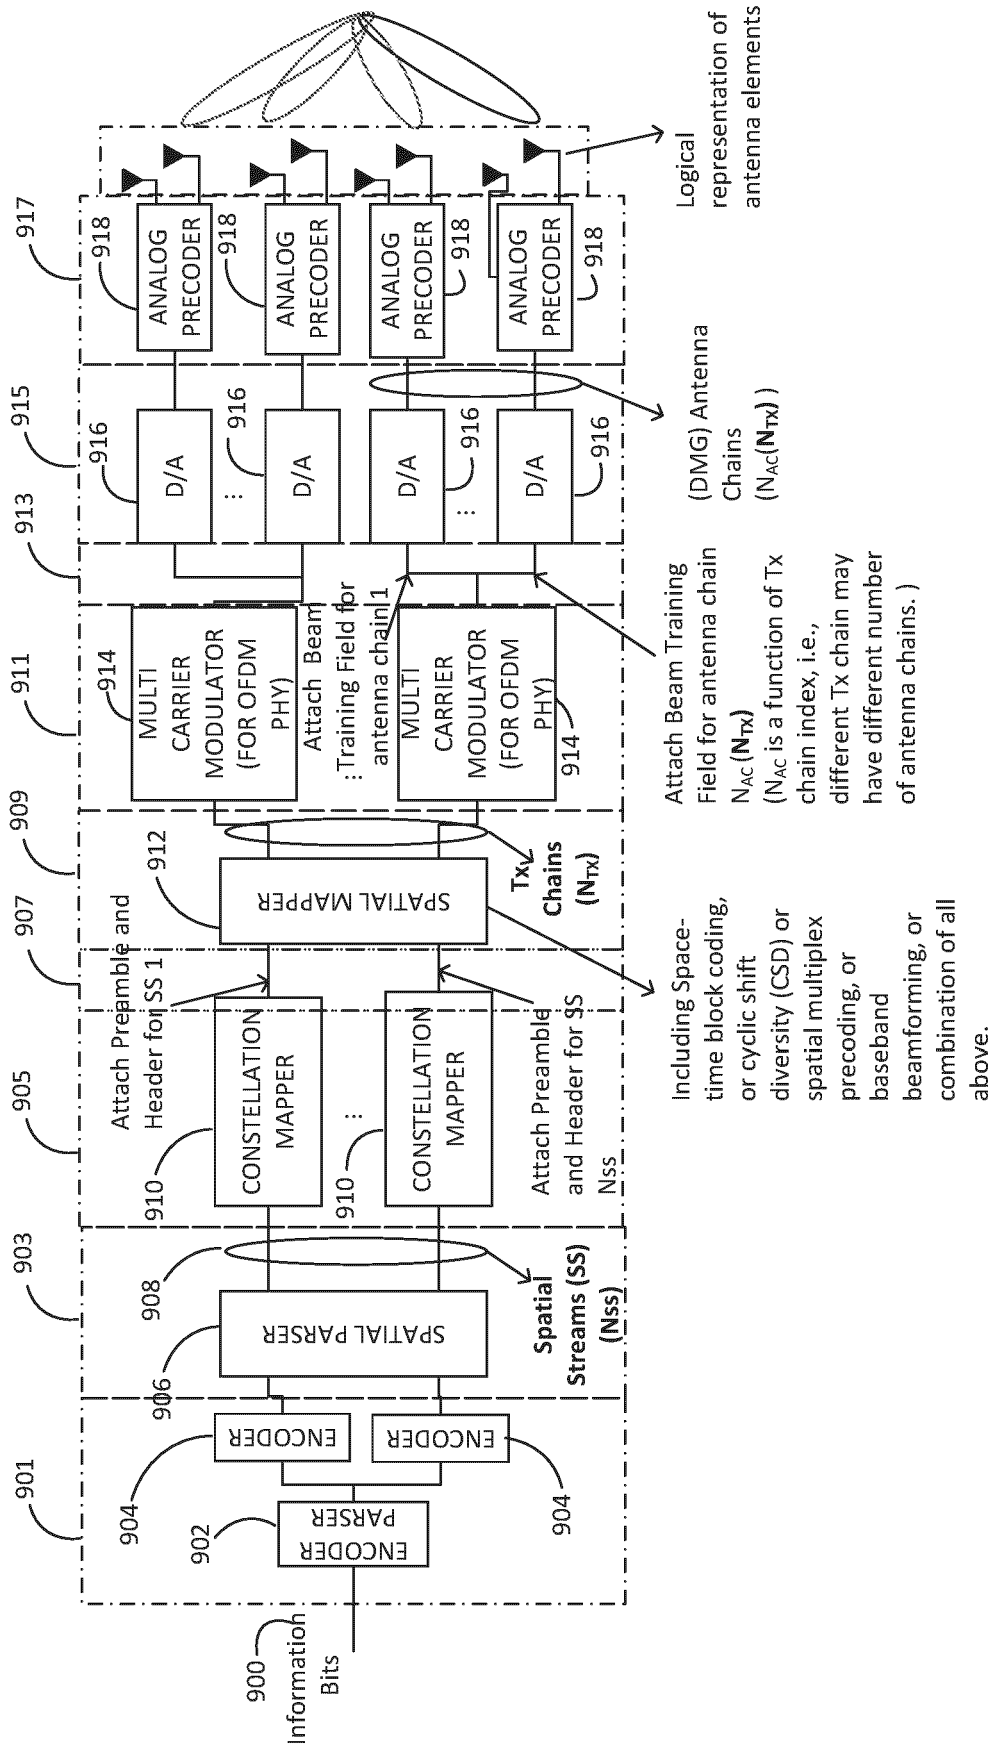 901
903
905
907
909
911
913
915
917
900
Information
Bits
902
ENCODER
PARSER
904
ENCODER
ENCODER
904
906
SPATIAL PARSER
908
Spatial
Streams (SS)
(Nss)
Attach Preamble and
Header for SS 1
910
CONSTELLATION
MAPPER
...
910
CONSTELLATION
MAPPER
Attach Preamble
and Header for SS
Nss
912
SPATIAL MAPPER
Tx
Chains
(NTX)
Including Space-
time block coding,
or cyclic shift
diversity (CSD) or
spatial multiplex
precoding, or
baseband
beamforming, or
combination of all
above.
914
MULTI
CARRIER
MODULATOR
(FOR OFDM
PHY)
Attach Beam
Training Field for
antenna chain 1
...
MULTI
CARRIER
MODULATOR
(FOR OFDM
PHY)
914
Attach Beam Training
Field for antenna chain
NAC (NTX)
(NAC is a function of Tx
chain index, i.e.,
different Tx chain may
have different number
of antenna chains. )
916
D/A
...
916
D/A
D/A
...
916
D/A
916
(DMG) Antenna
Chains
(NAC(NTX) )
918
ANALOG
PRECODER
918
ANALOG
PRECODER
ANALOG
PRECODER
918
ANALOG
PRECODER
918
Logical
representation of
antenna elements